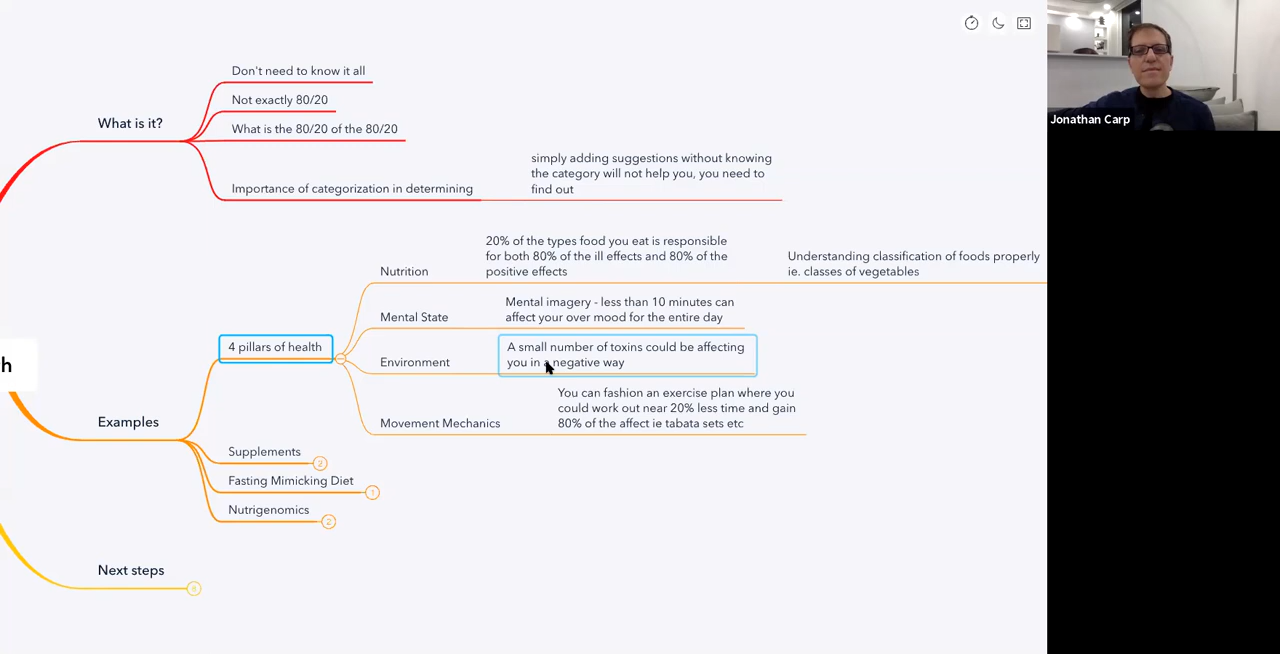 Don't need to know it all
Not exactly 80/20
What is it?
What is the 80/20 of the 80/20
simply adding suggestions without knowing
the category will not help you, you need to
find out
Importance of categorization in determining
20% of the types food you eat is responsible
for both 80% of the ill effects and 80% of the
positive effects
Nutrition
Understanding classification of foods properly
ie. classes of vegetables
Mental imagery - less than 10 minutes can
affect your over mood for the entire day
Mental State
4 pillars of health
A small number of toxins could be affecting
you in a negative way
Environment
h
You can fashion an exercise plan where you
could work out near 20% less time and gain
80% of the affect ie tabata sets etc
Movement Mechanics
Examples
Supplements
2
Fasting Mimicking Diet
1
Nutrigenomics
2
Next steps
Jonathan Carp